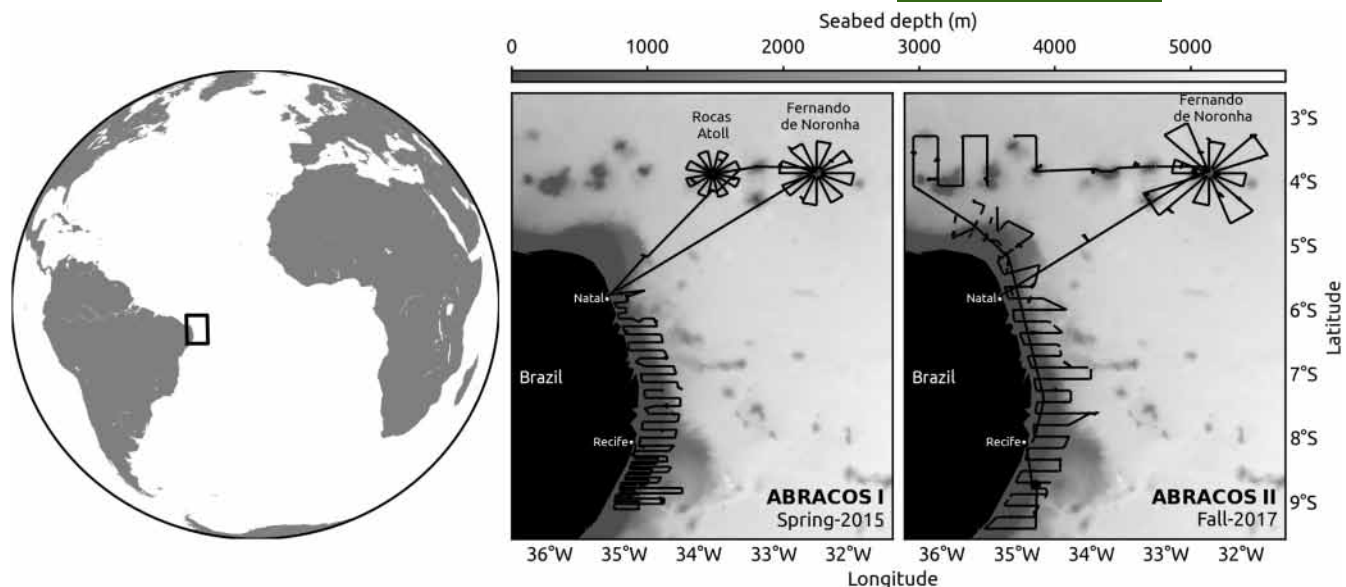 Seabed depth (m)
0 1000 2000 3000 4000 5000
Rocas
Atoll
Fernando
de Noronha
Natal
Brazil
Recife
ABRACOS I
Spring-2015
36°W 35°W 34°W 33°W 32°W
Fernando
de Noronha
Natal
Brazil
Recife
ABRACOS II
Fall-2017
36°W 35°W 34°W 33°W 32°W
3°S
4°S
5°S
6°S
7°S
8°S
9°S
Latitude
Longitude